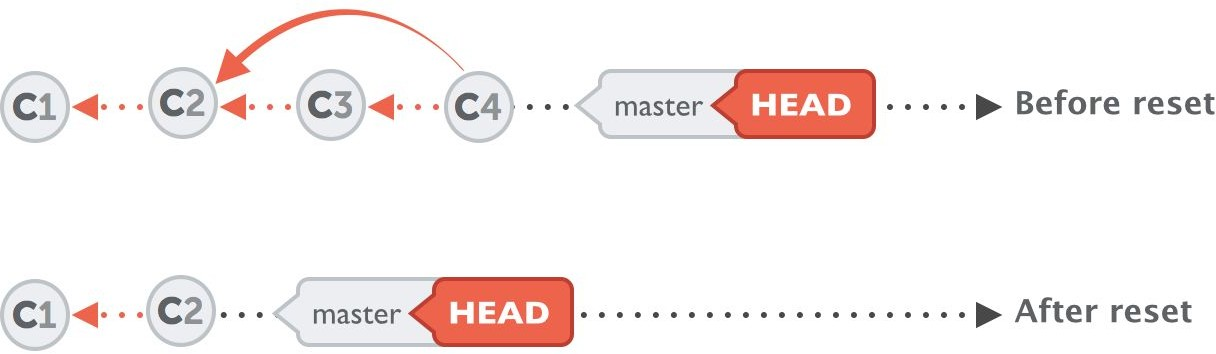 C1 C2 C3 C4 master HEAD Before reset
C1 C2 master HEAD After reset